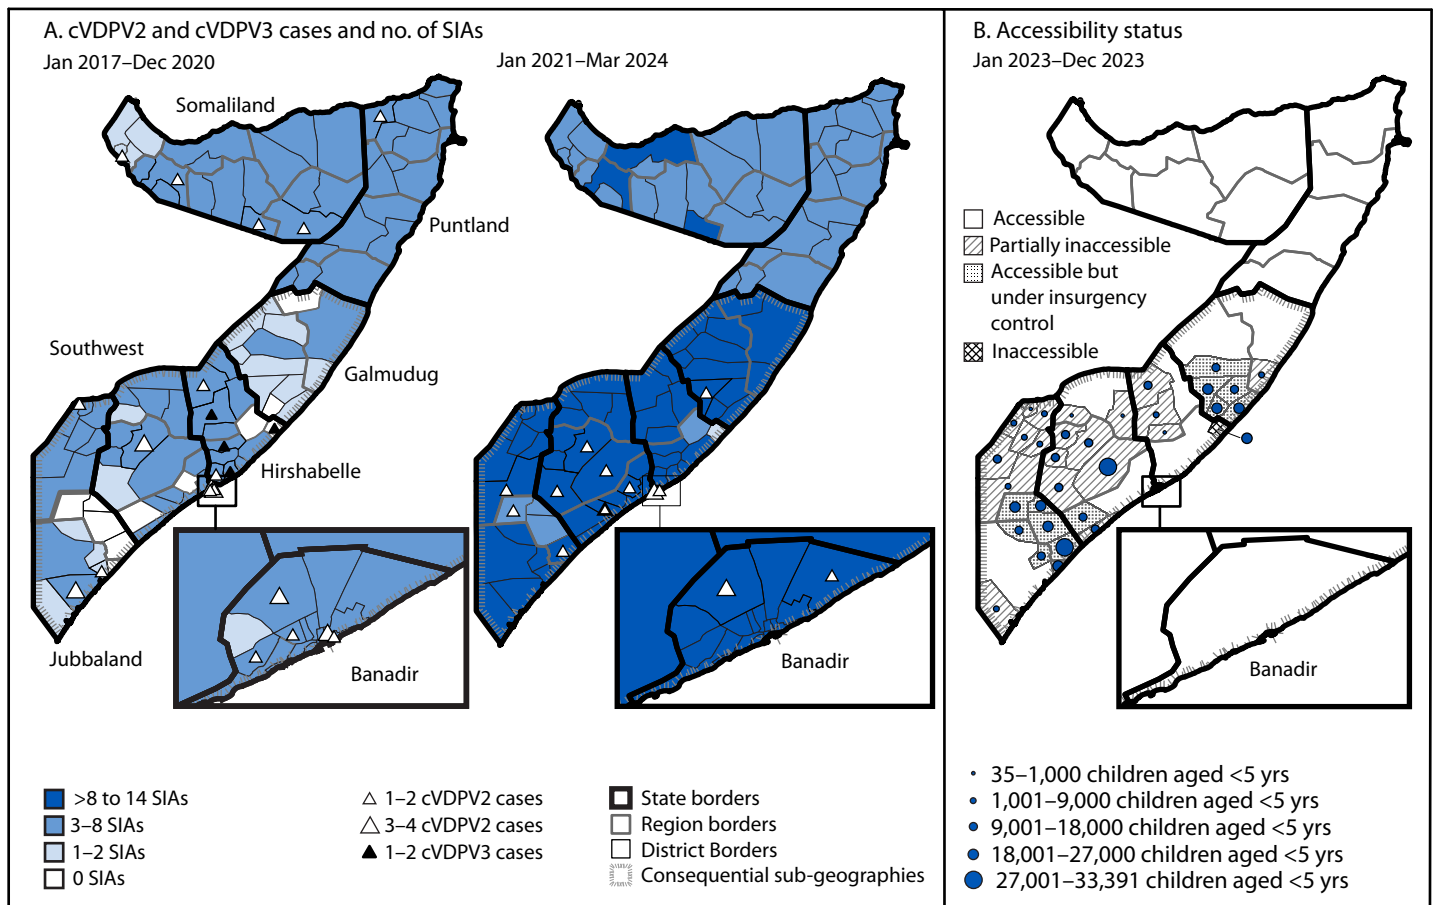 A. cVDPV2 and cVDPV3 cases and no. of SIAs
Jan 2017–Dec 2020
Jan 2021–Mar 2024
Somaliland
Puntland
Southwest
Galmudug
Hirshabelle
Jubbaland
Banadir
Banadir
>8 to 14 SIAs
3–8 SIAs
1–2 SIAs
0 SIAs
1–2 cVDPV2 cases
3–4 cVDPV2 cases
1–2 cVDPV3 cases
State borders
Region borders
District Borders
Consequential sub-geographies
B. Accessibility status
Jan 2023–Dec 2023
Accessible
Partially inaccessible
Accessible but
under insurgency
control
Inaccessible
Banadir
35–1,000 children aged <5 yrs
1,001–9,000 children aged <5 yrs
9,001–18,000 children aged <5 yrs
18,001–27,000 children aged <5 yrs
27,001–33,391 children aged <5 yrs